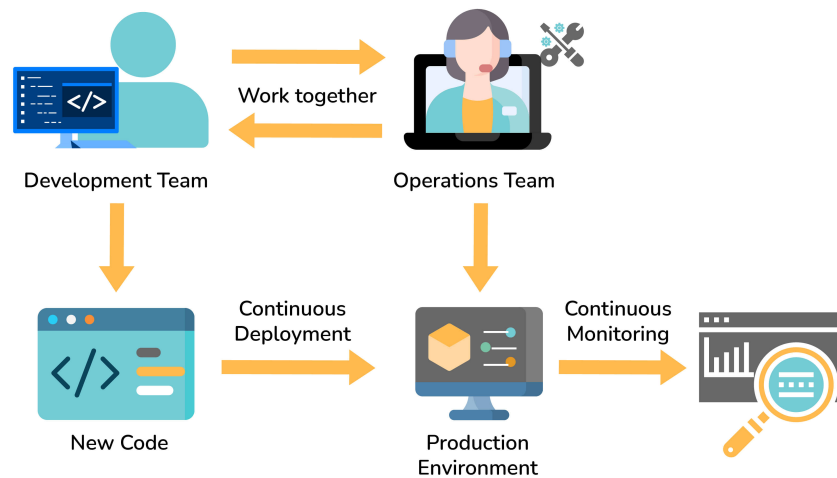 </>
Work together
Development Team
Operations Team
Continuous
Deployment
Continuous
Monitoring
</>
New Code
Production
Environment